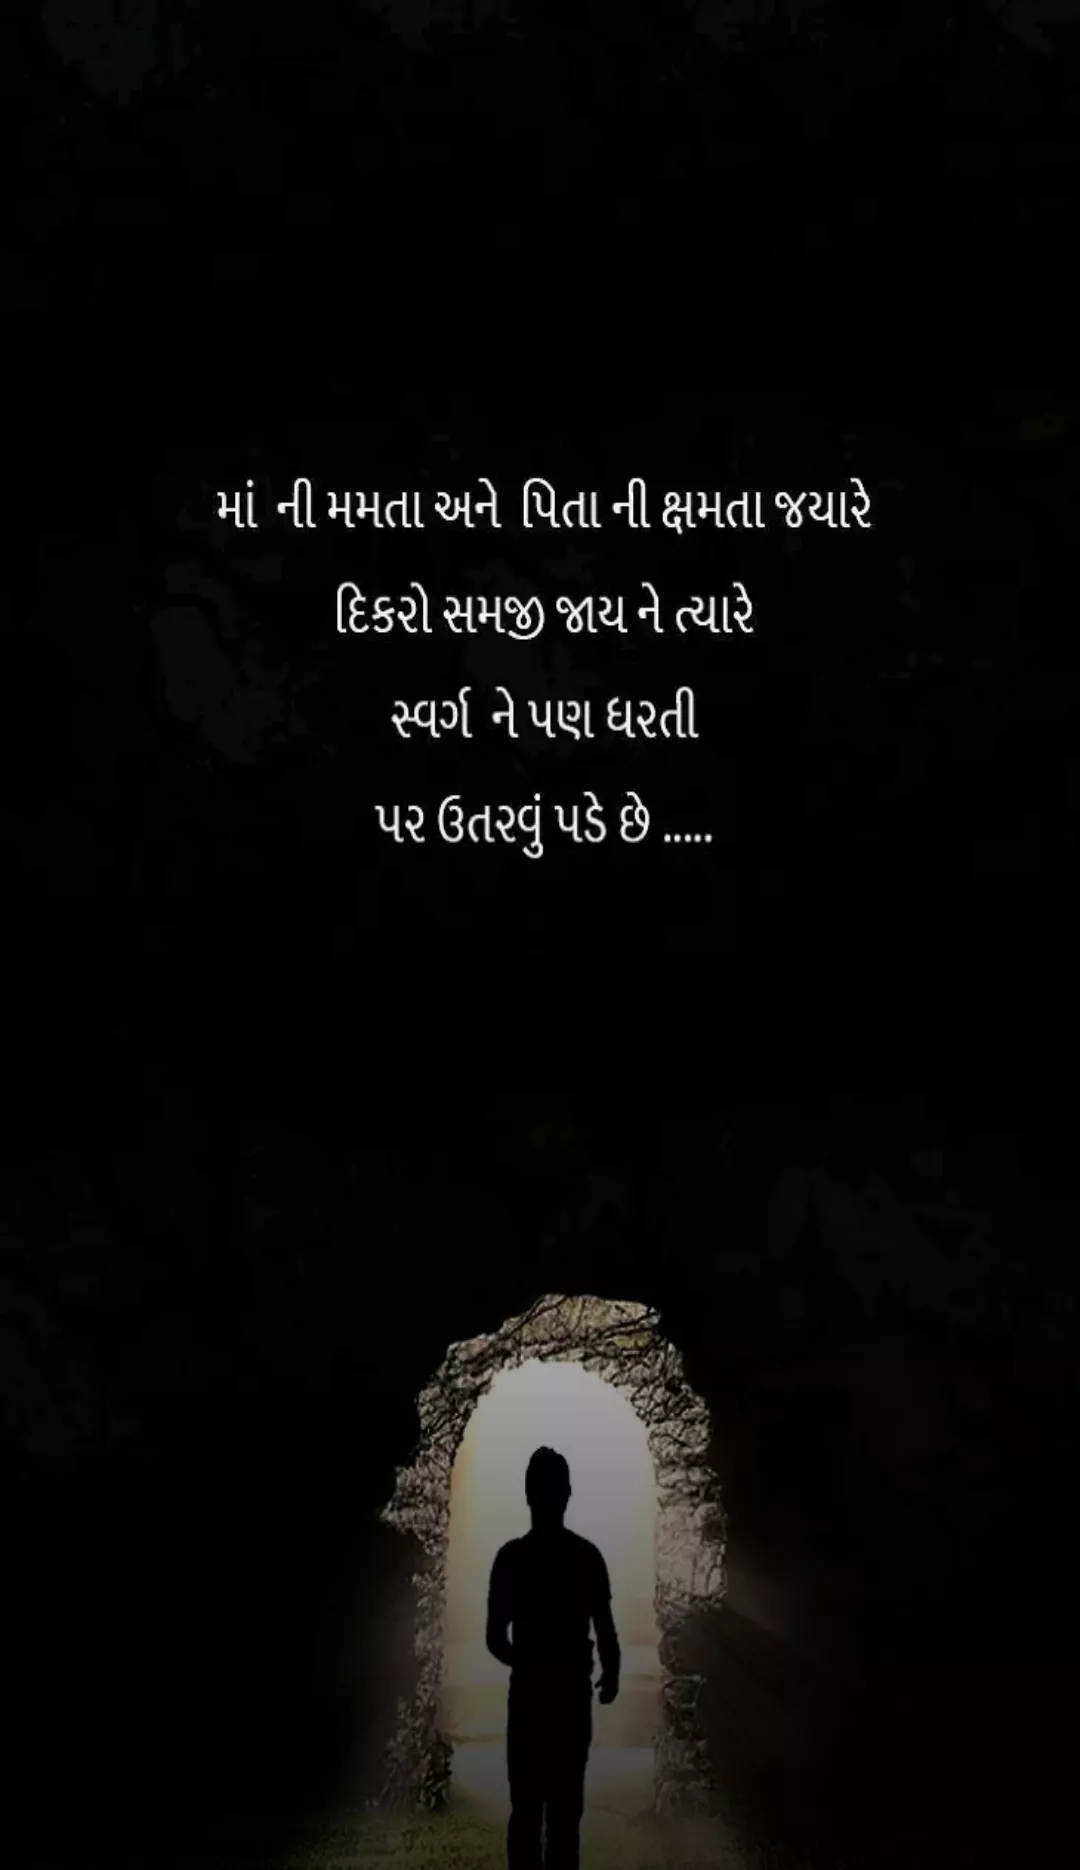 માં ની મમતા અને પિતા ની ક્ષમતા જયારે
દિકરો સમજી જાય ને ત્યારે
સ્વર્ગ ને પણ ધરતી
પર ઉતરવું પડે છે .....